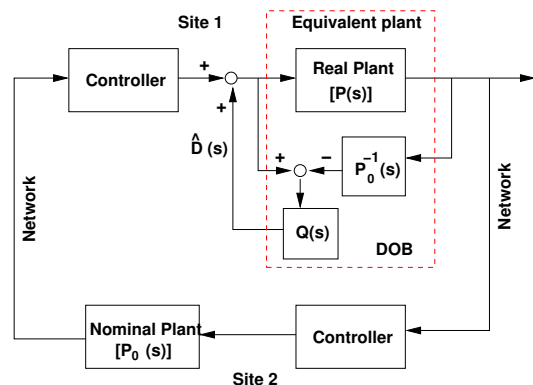 Site 1
Equivalent plant
Controller
+
Real Plant
[P(s)]
+
^
D (s)
+
−
P₀⁻¹(s)
Q(s)
DOB
Network
Network
Nominal Plant
[P₀ (s)]
Controller
Site 2